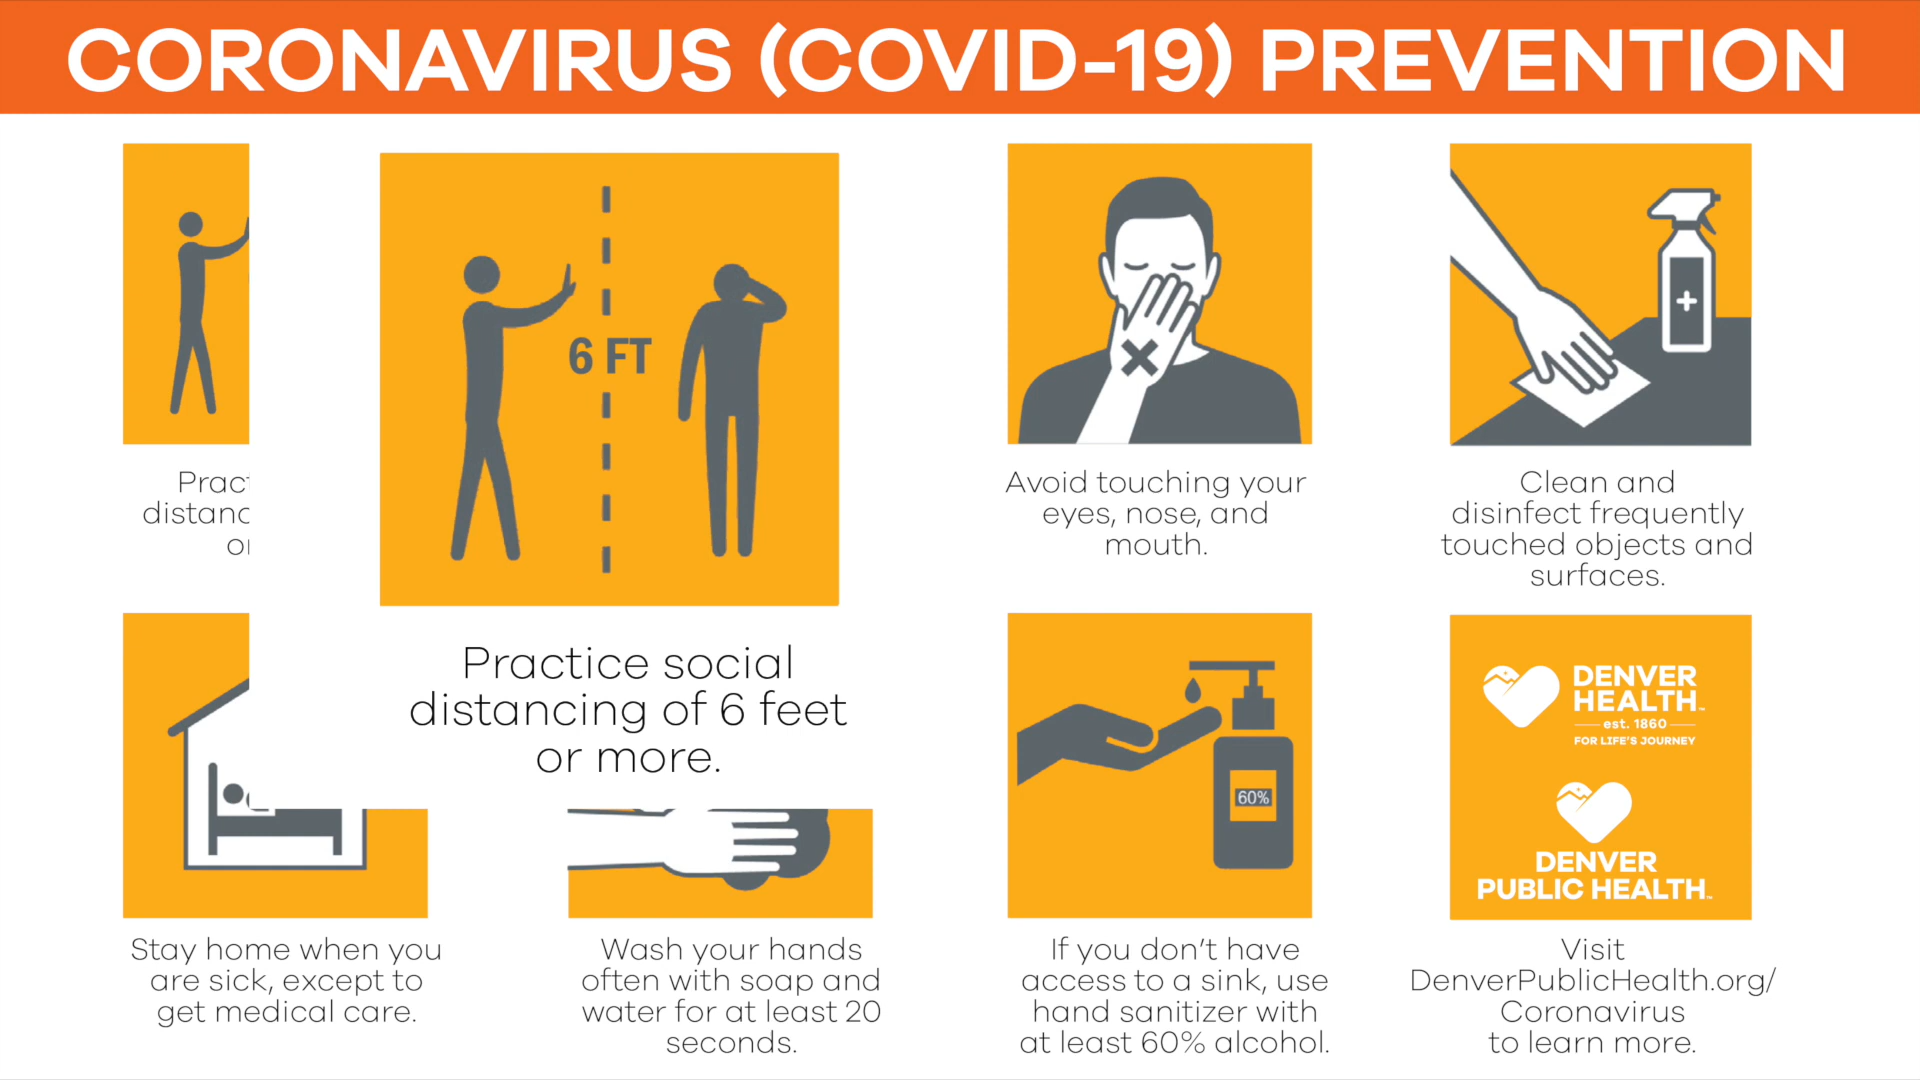 CORONAVIRUS (COVID-19) PREVENTION
6 FT
Practice social
distancing of 6 feet
or more.
Avoid touching your
eyes, nose, and
mouth.
Clean and
disinfect frequently
touched objects and
surfaces.
Stay home when you
are sick, except to
get medical care.
Wash your hands
often with soap and
water for at least 20
seconds.
60%
If you don't have
access to a sink, use
hand sanitizer with
at least 60% alcohol.
DENVER
HEALTH™
est. 1860
FOR LIFE'S JOURNEY
DENVER
PUBLIC HEALTH™
Visit
DenverPublicHealth.org/
Coronavirus
to learn more.